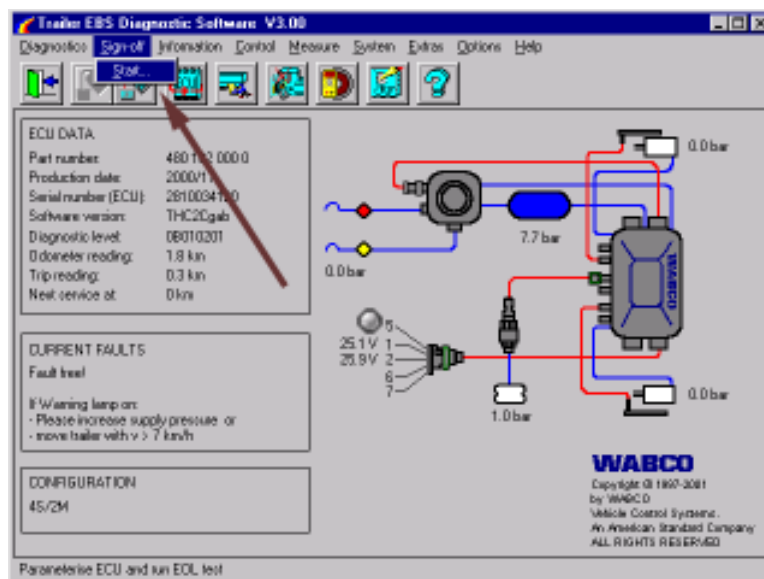 Trailer EBS Diagnostic Software V3.00
Diagnostics Sign-off Information Control Measure System Extras Options Help
Start...
ECU DATA
Part number: 480 102 000 0
Production date: 2000/11
Serial number (ECU):
Software version: THC2Cgab
Diagnostic level: 0B010201
Odometer reading: 1.8 km
Trip reading: 0.3 km
Next service at: 0 km
CURRENT FAULTS
Fault free!
If Warning lamp on:
- Please increase supply pressure or
- move trailer with v > 7 km/h
CONFIGURATION
4S/2M
0.0 bar
7.7 bar
0.0 bar
WABCO
5
25.1 V 1
25.9 V 2
6
7
1.0 bar
0.0 bar
WABCO
Copyright © 1997-2001
by WABCO
Vehicle Control Systems.
An American Standard Company
ALL RIGHTS RESERVED
Parameterise ECU and run EOL test